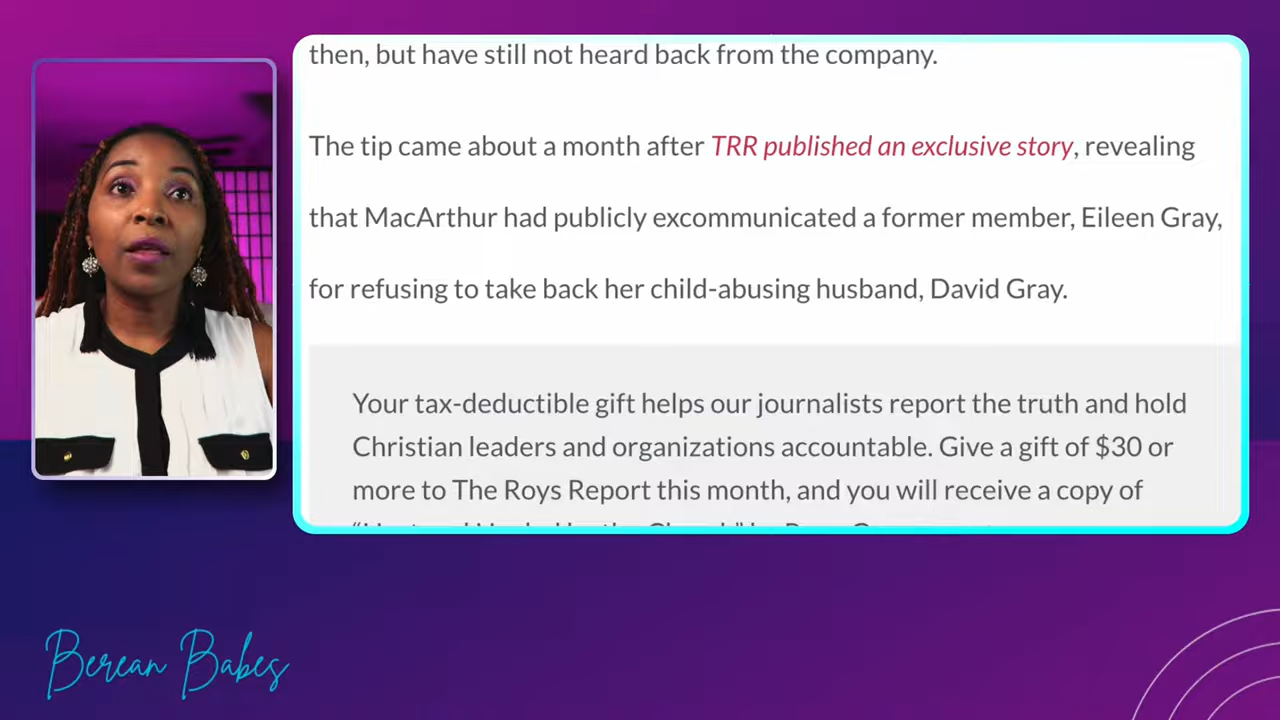 then, but have still not heard back from the company.
The tip came about a month after TRR published an exclusive story, revealing
that MacArthur had publicly excommunicated a former member, Eileen Gray,
for refusing to take back her child-abusing husband, David Gray.
Your tax-deductible gift helps our journalists report the truth and hold
Christian leaders and organizations accountable. Give a gift of $30 or
more to The Roys Report this month, and you will receive a copy of
Berean Babes